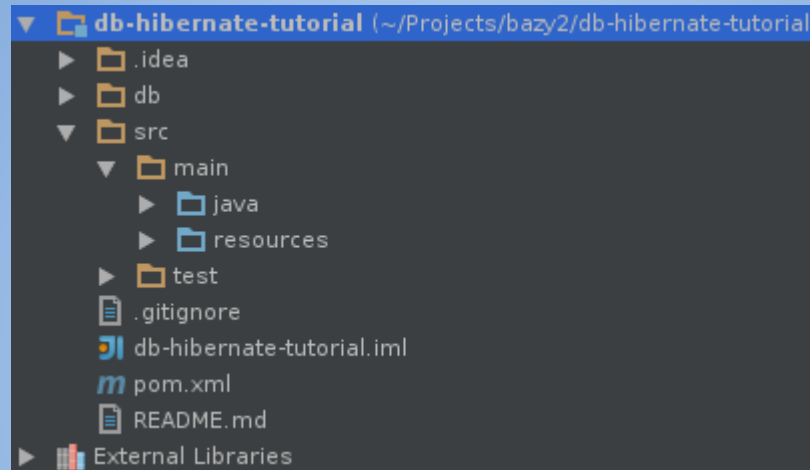 db-hibernate-tutorial (~/Projects/bazy2/db-hibernate-tutorial
.idea
db
src
main
java
resources
test
.gitignore
db-hibernate-tutorial.iml
m pom.xml
README.md
External Libraries